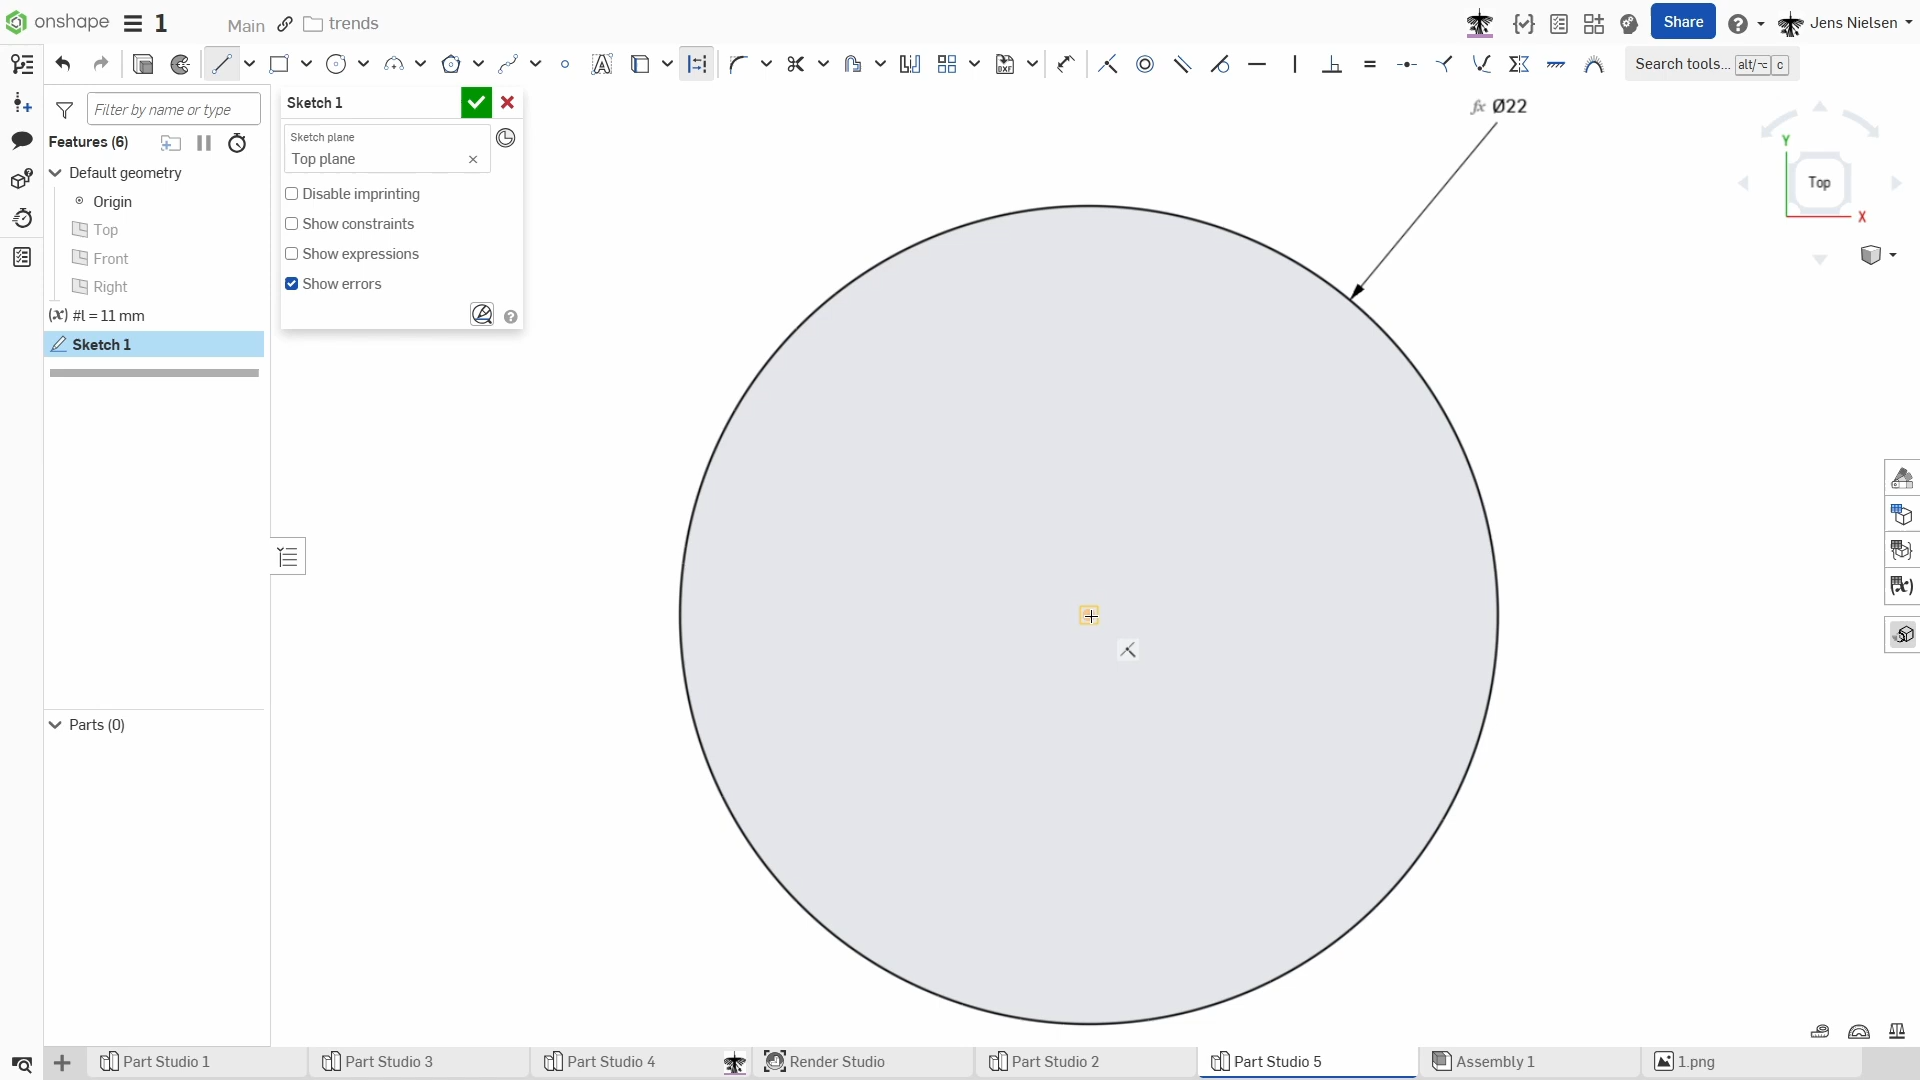 onshape 1 Main trends Share Jens Nielsen
Search tools... alt/⌥ c
Filter by name or type
Features (6)
Default geometry
Origin
Top
Front
Right
(x) #l = 11 mm
Sketch 1
Parts (0)
Sketch 1
Sketch plane
Top plane
Disable imprinting
Show constraints
Show expressions
Show errors
fx Ø22
Y
Top
X
Part Studio 1
Part Studio 3
Part Studio 4
Render Studio
Part Studio 2
Part Studio 5
Assembly 1
1.png